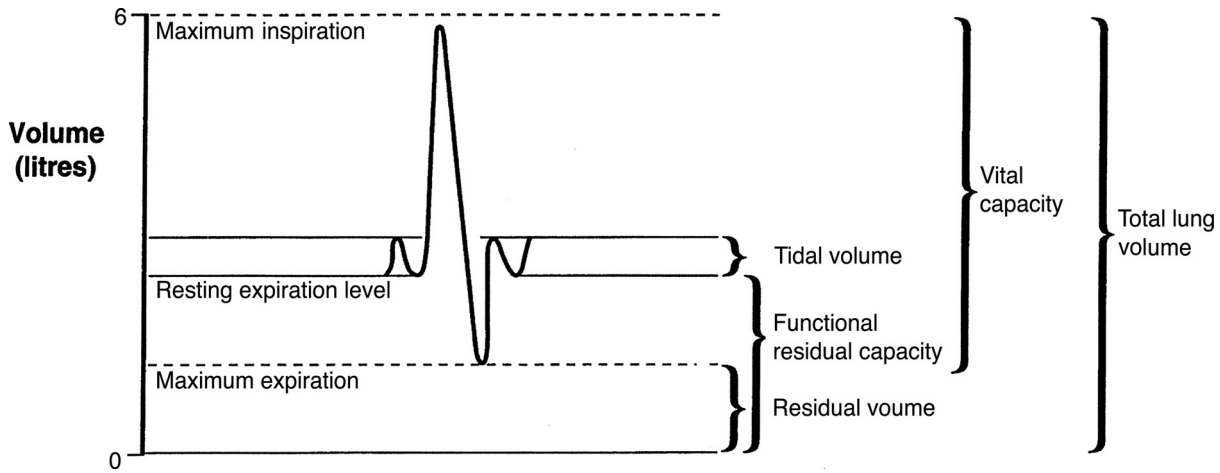 6
Maximum inspiration
Volume
(litres)
Vital
capacity
Total lung
volume
Tidal volume
Resting expiration level
Functional
residual capacity
Maximum expiration
Residual voume
0